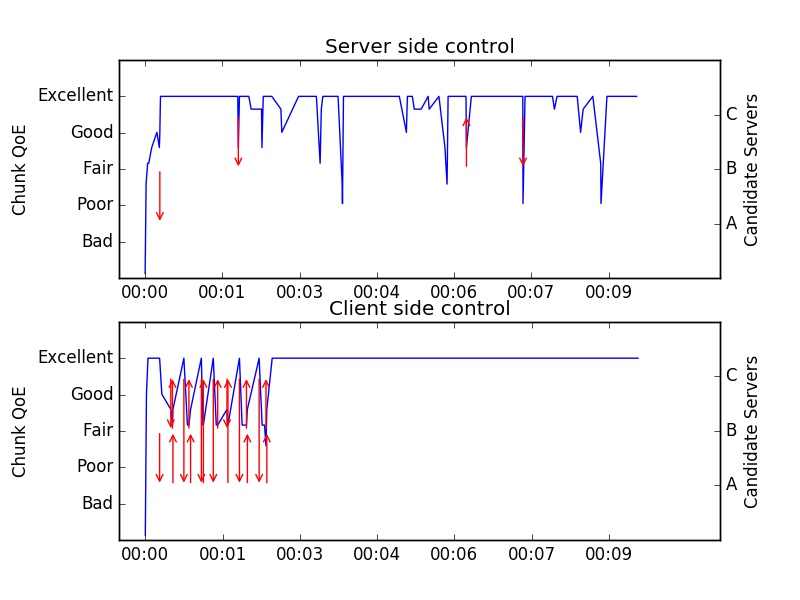 Server side control
Excellent
Good
Fair
Poor
Bad
Chunk QoE
C
B
A
Candidate Servers
00:00 00:01 00:03 00:04 00:06 00:07 00:09
Client side control
Excellent
Good
Fair
Poor
Bad
Chunk QoE
C
B
A
Candidate Servers
00:00 00:01 00:03 00:04 00:06 00:07 00:09